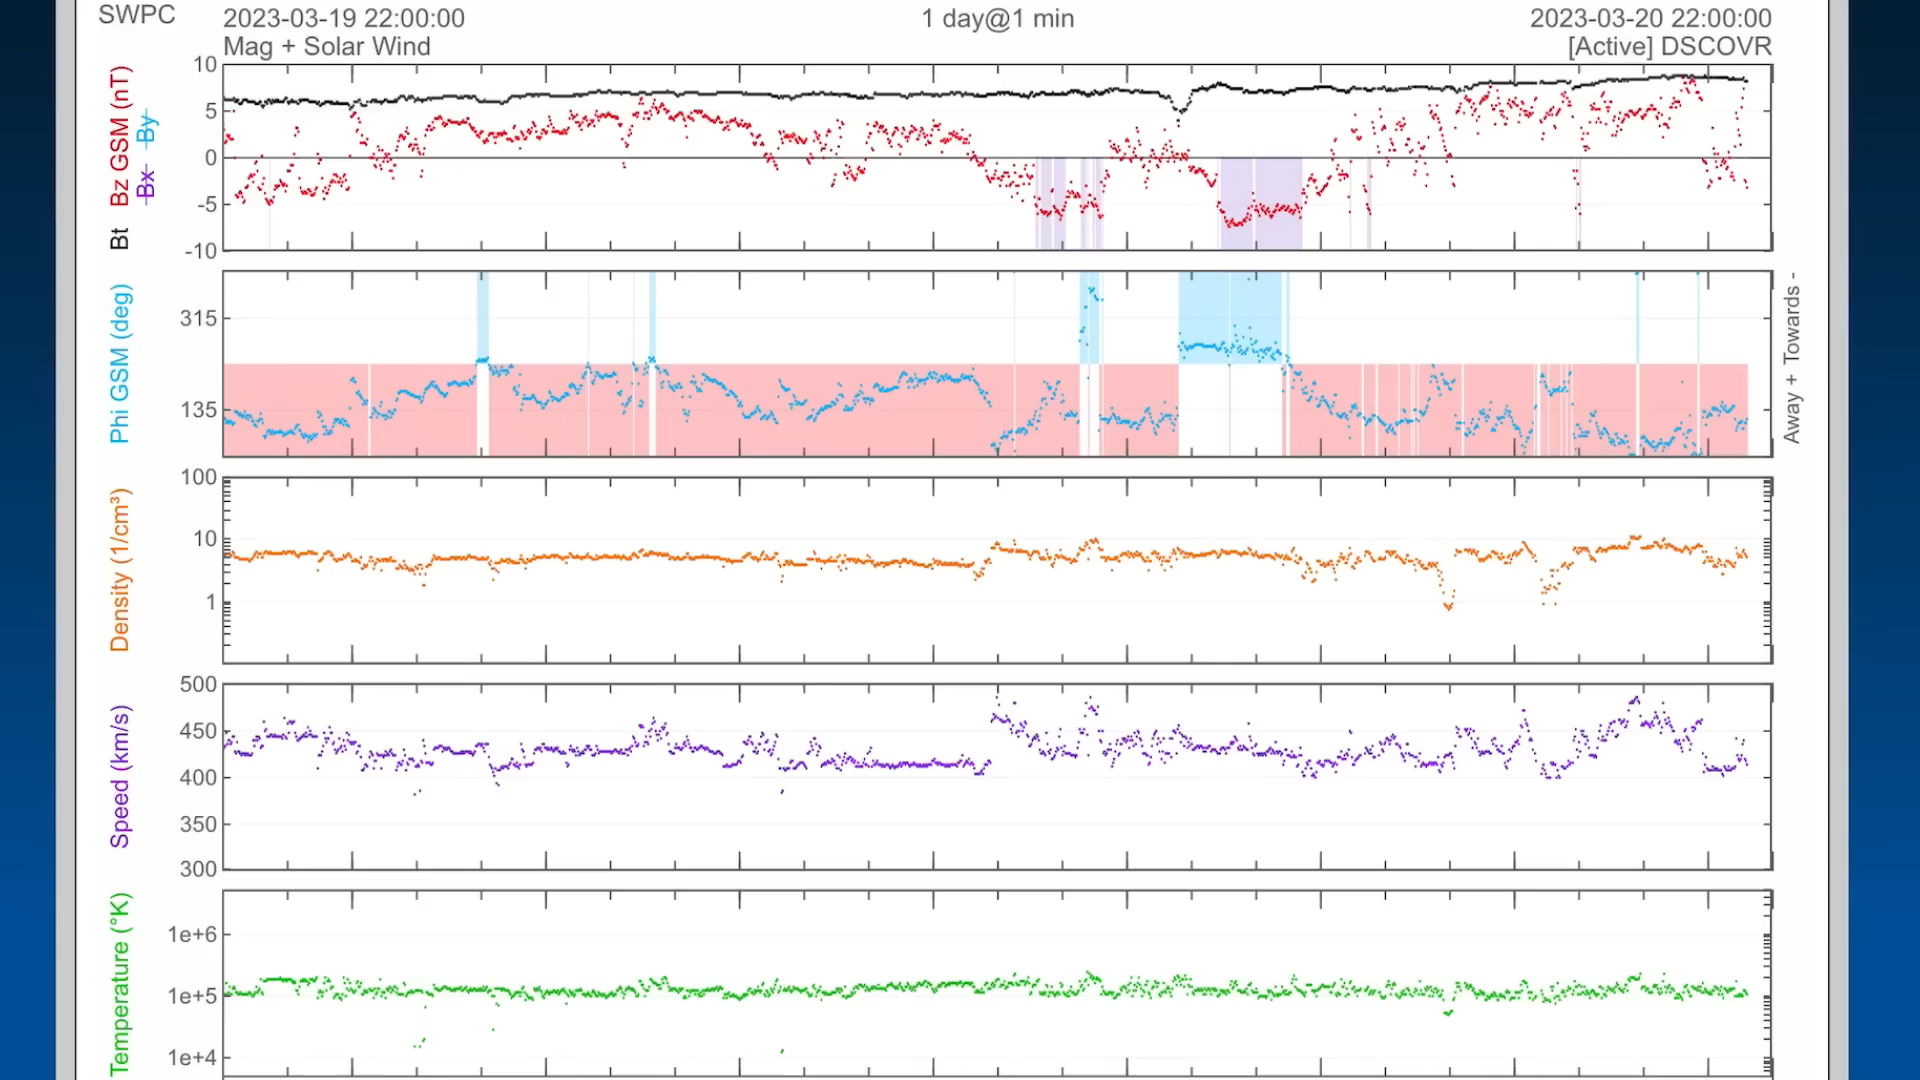 SWPC
2023-03-19 22:00:00
1 day@1 min
2023-03-20 22:00:00
Mag + Solar Wind
[Active] DSCOVR
Bt Bz GSM (nT)
Bx By
10
5
0
-5
-10
Phi GSM (deg)
315
135
Away + Towards -
Density (1/cm³)
100
10
1
Speed (km/s)
500
450
400
350
300
Temperature (°K)
1e+6
1e+5
1e+4